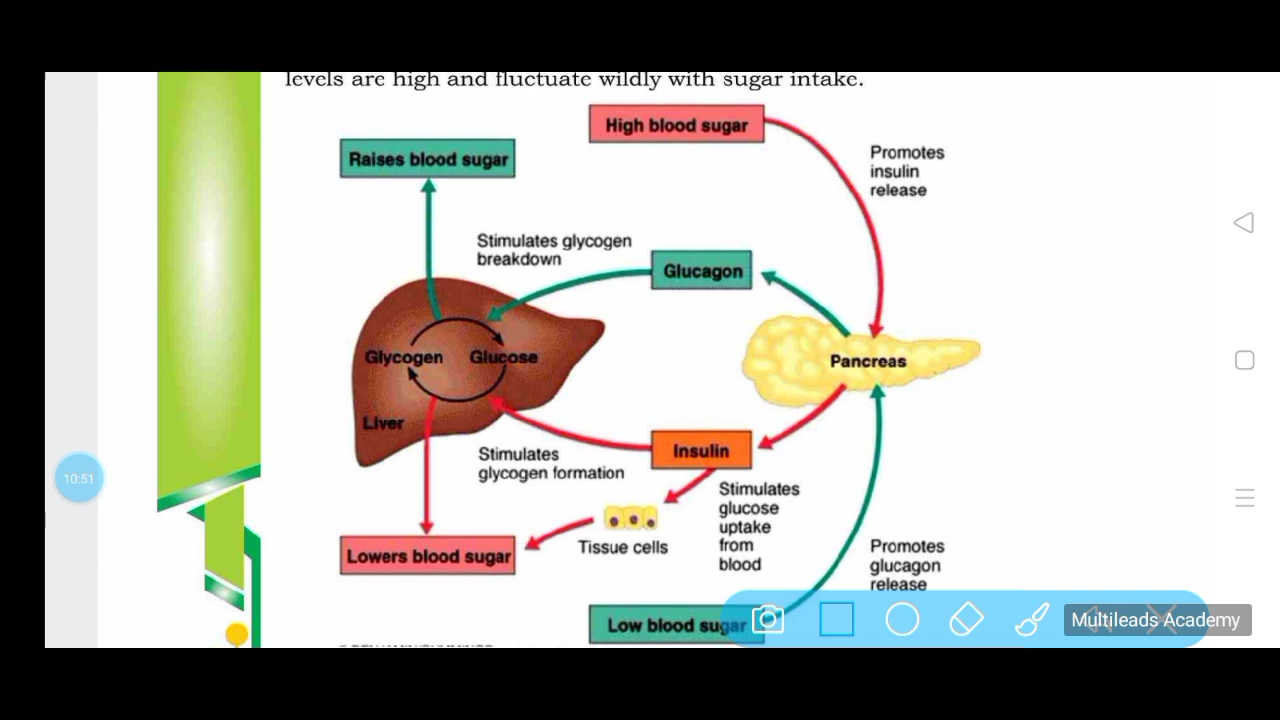 levels are high and fluctuate wildly with sugar intake.
High blood sugar
Raises blood sugar
Promotes
insulin
release
Stimulates glycogen
breakdown
Glucagon
Glycogen
Glucose
Pancreas
Liver
Insulin
Stimulates
glycogen formation
Stimulates
glucose
uptake
from
blood
10:51
Tissue cells
Lowers blood sugar
Promotes
glucagon
release
Low blood sugar
Multileads Academy